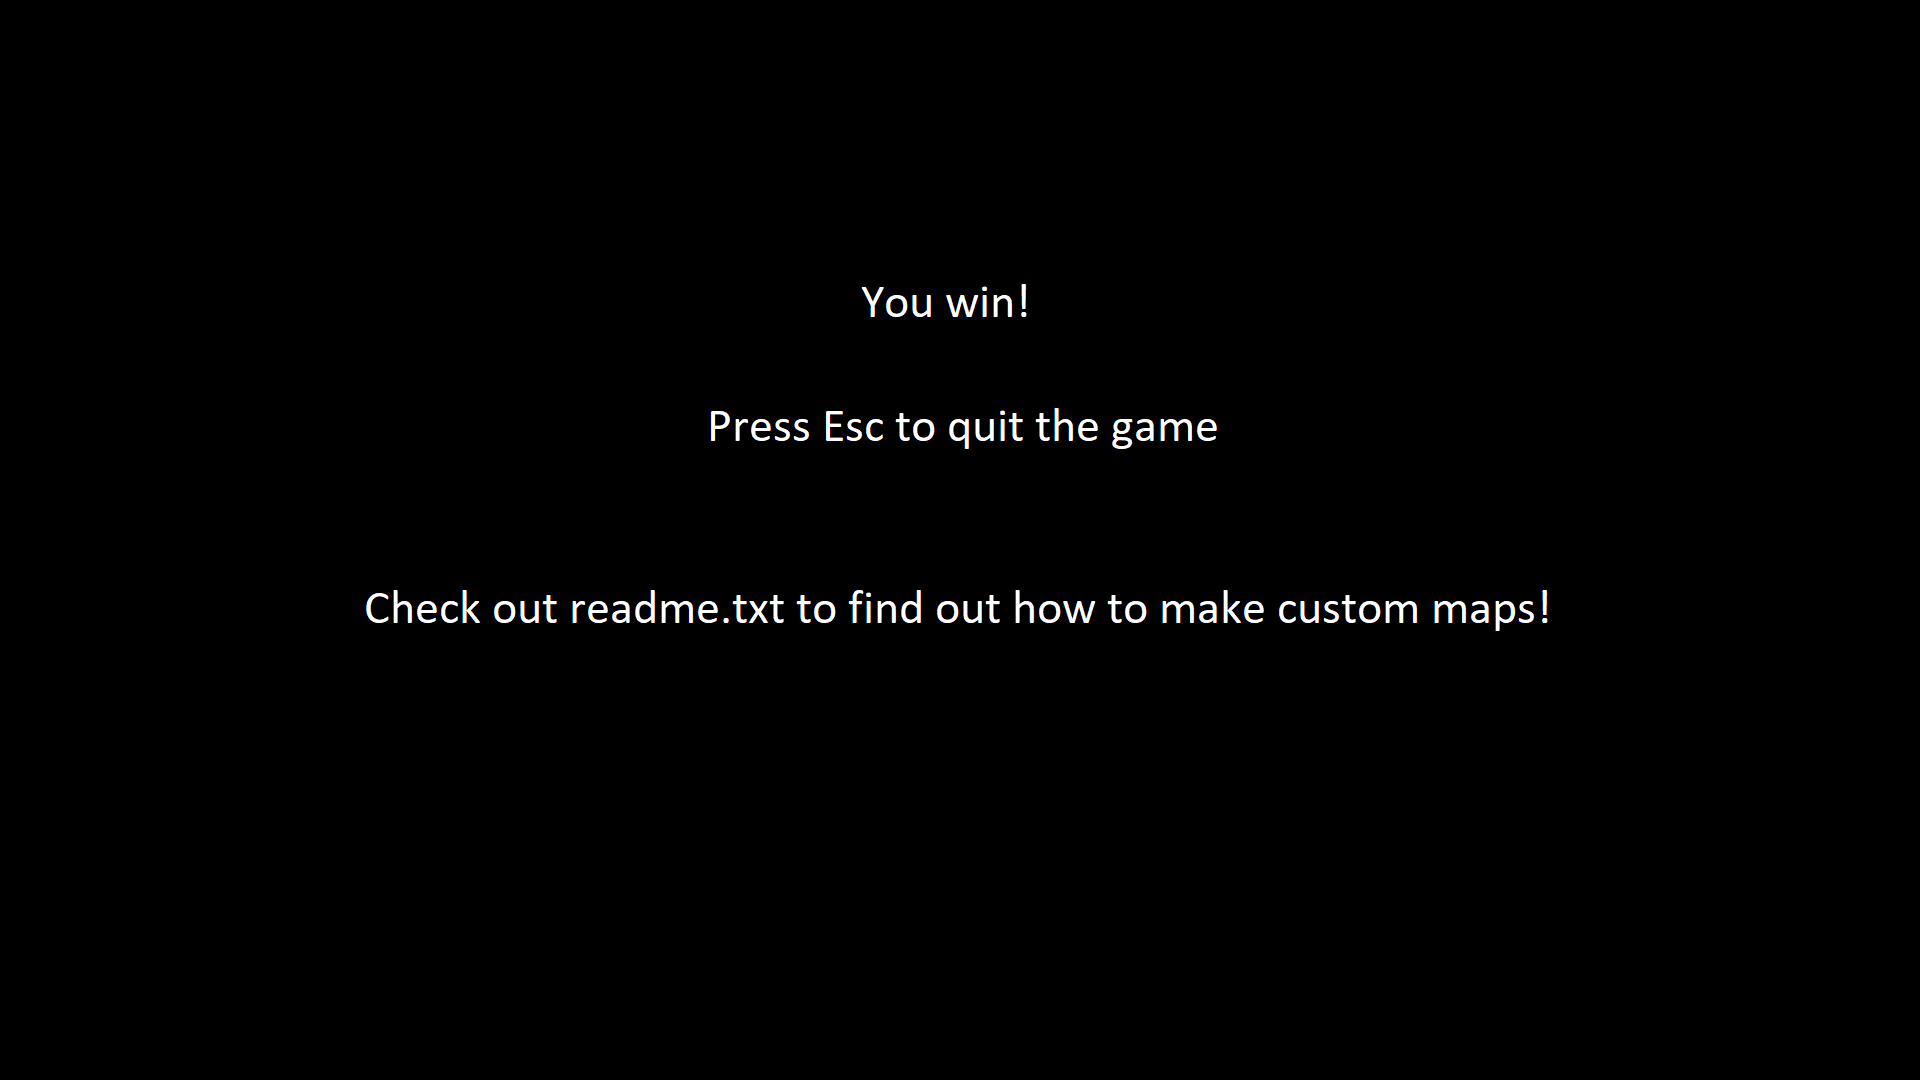 You win!
Press Esc to quit the game
Check out readme.txt to find out how to make custom maps!